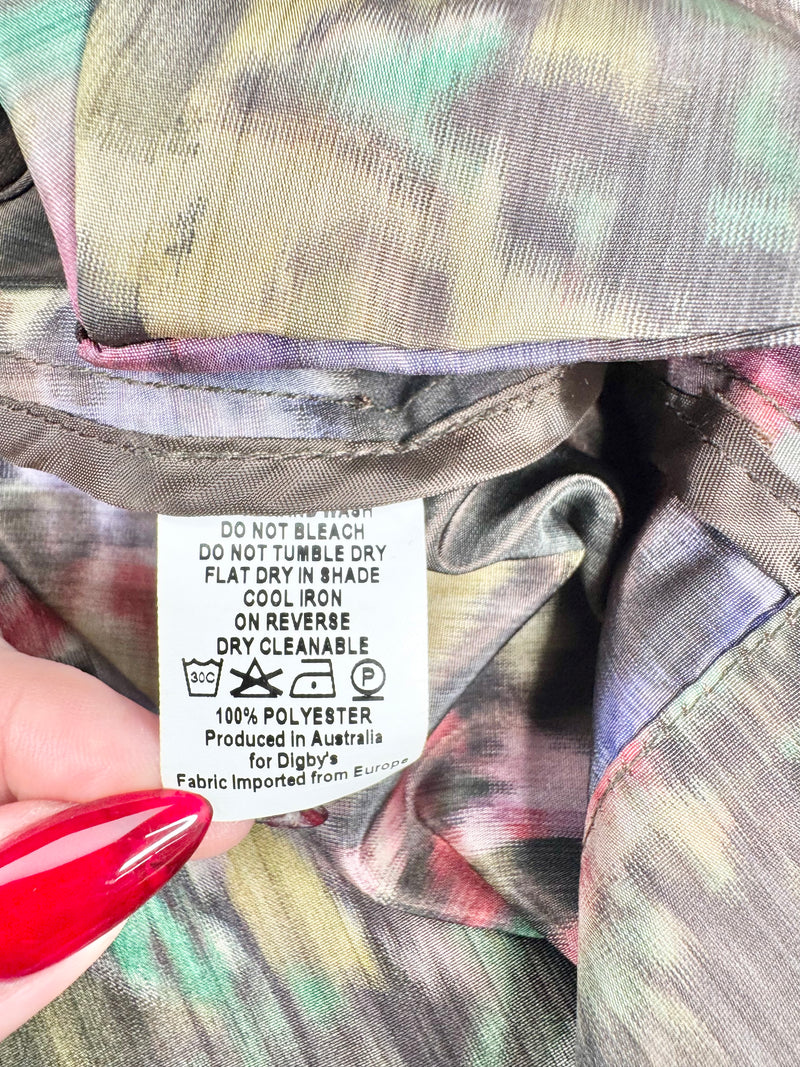 WASH
DO NOT BLEACH
DO NOT TUMBLE DRY
FLAT DRY IN SHADE
COOL IRON
ON REVERSE
DRY CLEANABLE
30C P
100% POLYESTER
Produced in Australia
for Digby's
Fabric Imported from Europe